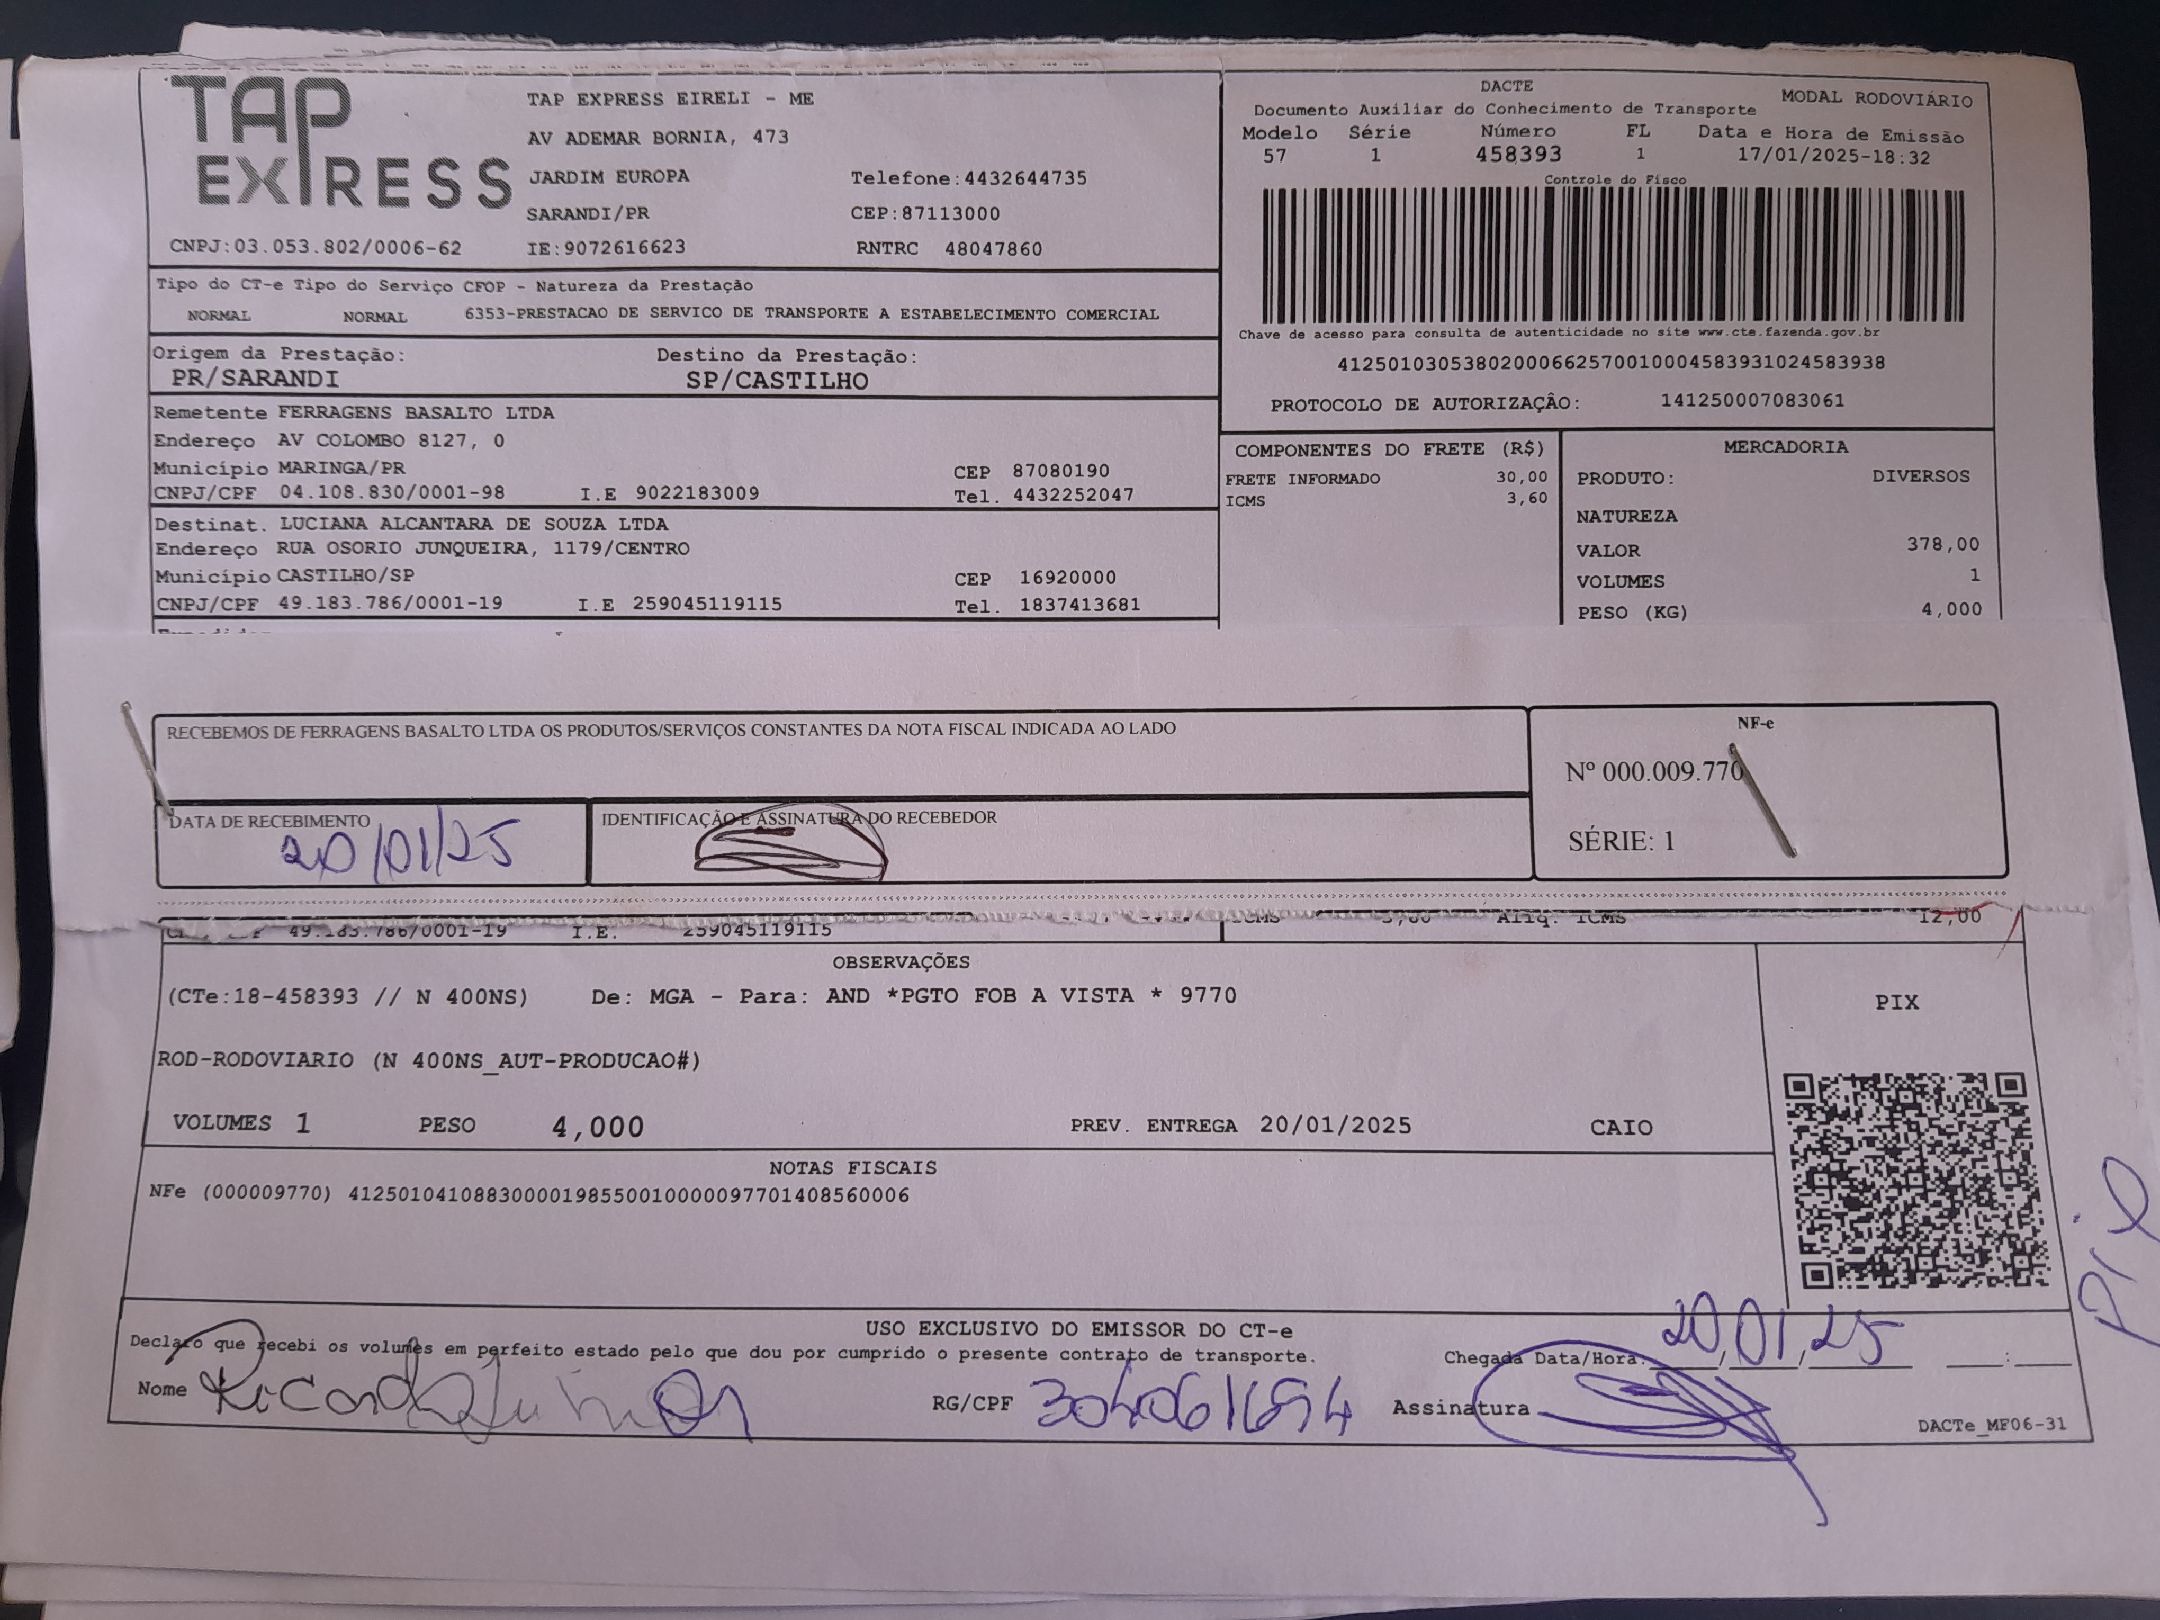 TAP EXPRESS
TAP EXPRESS EIRELI - ME
AV ADEMAR BORNIA, 473
JARDIM EUROPA Telefone:4432644735
SARANDI/PR CEP:87113000
CNPJ:03.053.802/0006-62 IE:9072616623 RNTRC 48047860
DACTE
Documento Auxiliar do Conhecimento de Transporte MODAL RODOVIÁRIO
Modelo Série Número FL Data e Hora de Emissão
57 1 458393 1 17/01/2025-18:32
Controle do Fisco
Chave de acesso para consulta de autenticidade no site www.cte.fazenda.gov.br
41250103053802000662570010004583931024583938
PROTOCOLO DE AUTORIZAÇÂO: 141250007083061
Tipo do CT-e Tipo do Serviço CFOP - Natureza da Prestação
NORMAL NORMAL 6353-PRESTACAO DE SERVICO DE TRANSPORTE A ESTABELECIMENTO COMERCIAL
Origem da Prestação: Destino da Prestação:
PR/SARANDI SP/CASTILHO
Remetente FERRAGENS BASALTO LTDA
Endereço AV COLOMBO 8127, 0
Município MARINGA/PR CEP 87080190
CNPJ/CPF 04.108.830/0001-98 I.E 9022183009 Tel. 4432252047
Destinat. LUCIANA ALCANTARA DE SOUZA LTDA
Endereço RUA OSORIO JUNQUEIRA, 1179/CENTRO
Município CASTILHO/SP CEP 16920000
CNPJ/CPF 49.183.786/0001-19 I.E 259045119115 Tel. 1837413681
COMPONENTES DO FRETE (R$)
FRETE INFORMADO 30,00
ICMS 3,60
MERCADORIA
PRODUTO: DIVERSOS
NATUREZA
VALOR 378,00
VOLUMES 1
PESO (KG) 4,000
RECEBEMOS DE FERRAGENS BASALTO LTDA OS PRODUTOS/SERVIÇOS CONSTANTES DA NOTA FISCAL INDICADA AO LADO
NF-e
Nº 000.009.770
SÉRIE: 1
DATA DE RECEBIMENTO
20/01/25
IDENTIFICAÇÃO E ASSINATURA DO RECEBEDOR
49.183.786/0001-19 I.E. 259045119115 ICMS Aliq. ICMS 12,00
OBSERVAÇÕES
(CTe:18-458393 // N 400NS) De: MGA - Para: AND *PGTO FOB A VISTA * 9770
ROD-RODOVIARIO (N 400NS_AUT-PRODUCAO#)
VOLUMES 1 PESO 4,000 PREV. ENTREGA 20/01/2025 CAIO
PIX
NOTAS FISCAIS
NFe (000009770) 41250104108830000198550010000097701408560006
Pix
USO EXCLUSIVO DO EMISSOR DO CT-e
Declaro que recebi os volumes em perfeito estado pelo que dou por cumprido o presente contrato de transporte.
Chegada Data/Hora: 20/01/25 :
Nome RG/CPF Assinatura
DACTe_MF06-31